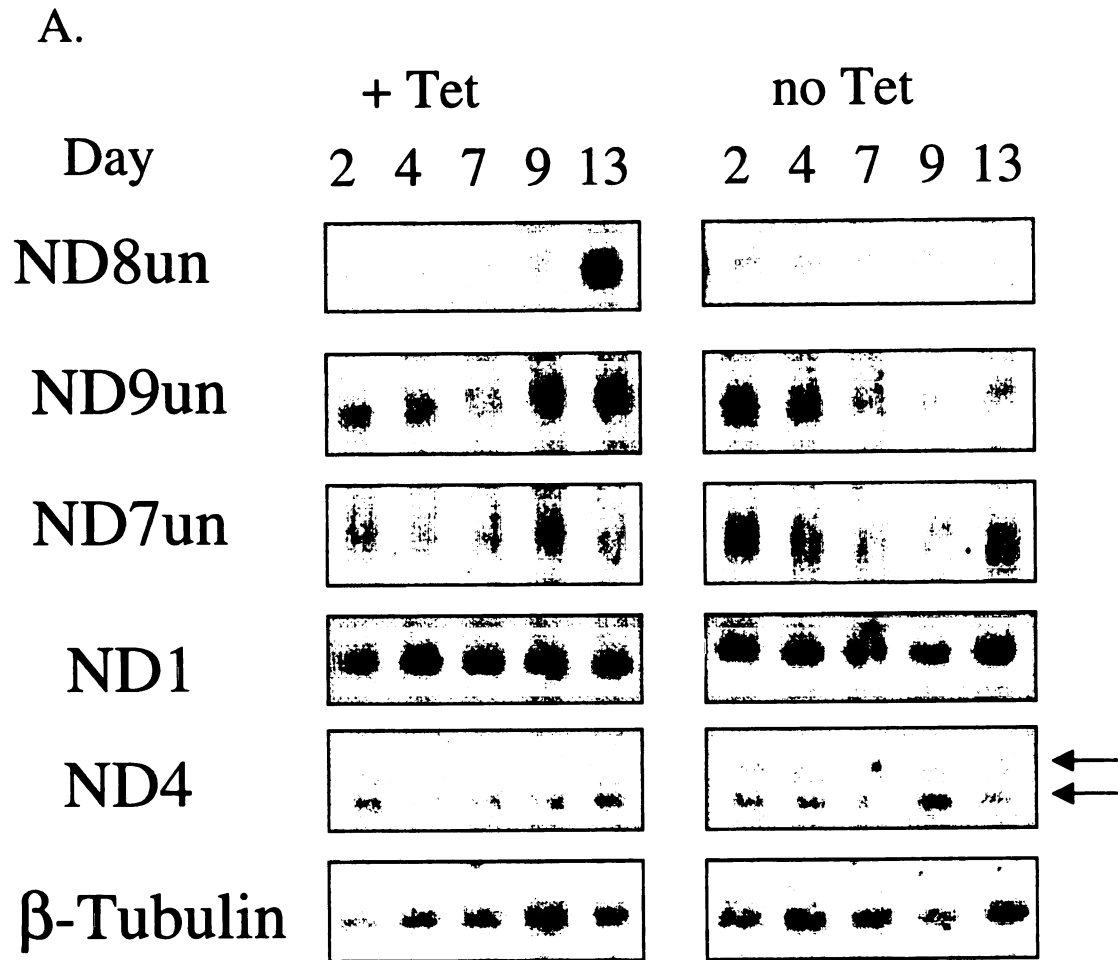 A.
+ Tet no Tet
Day 2 4 7 9 13 2 4 7 9 13
ND8un
ND9un
ND7un
ND1
ND4
β-Tubulin